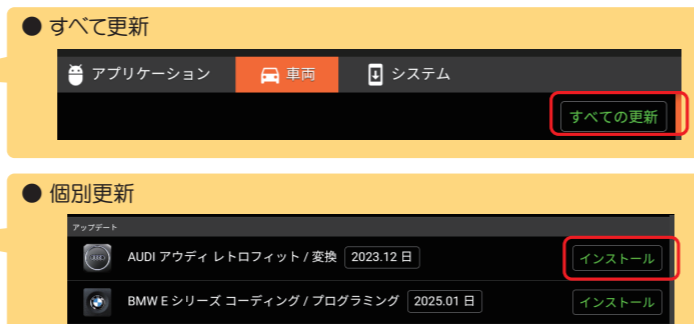 ● すべて更新
アプリケーション 車両 システム
すべての更新
● 個別更新
アップデート
AUDI アウディ レトロフィット / 変換 2023.12 日 インストール
BMW E シリーズ コーディング / プログラミング 2025.01 日 インストール